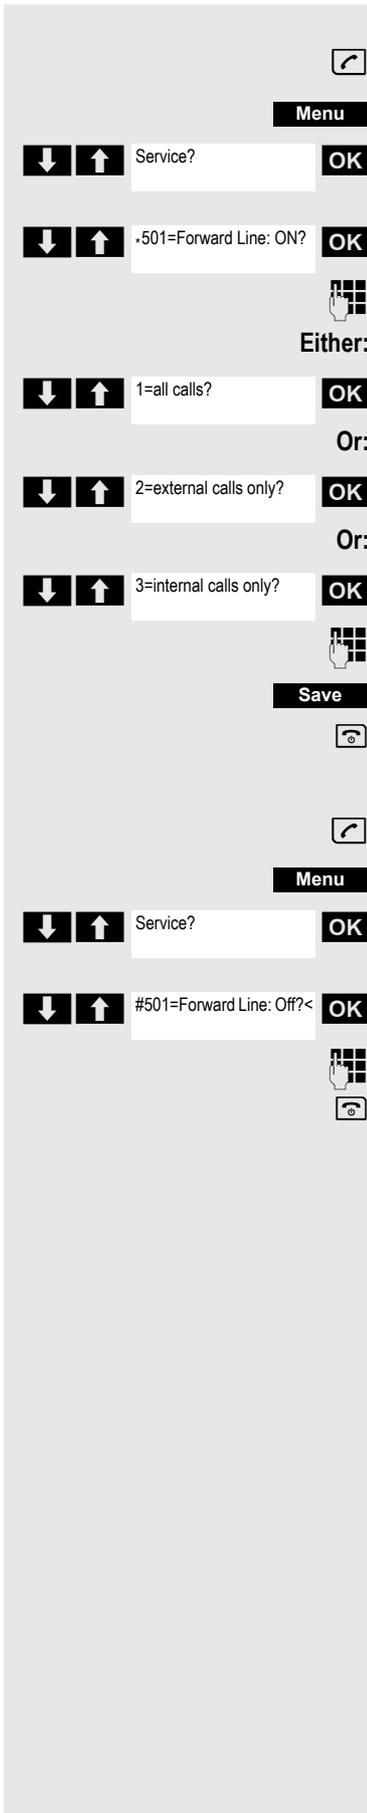 Menu
Service? OK
*501=Forward Line: ON? OK
Either:
1=all calls? OK
Or:
2=external calls only? OK
Or:
3=internal calls only? OK
Save
Menu
Service? OK
#501=Forward Line: Off?< OK